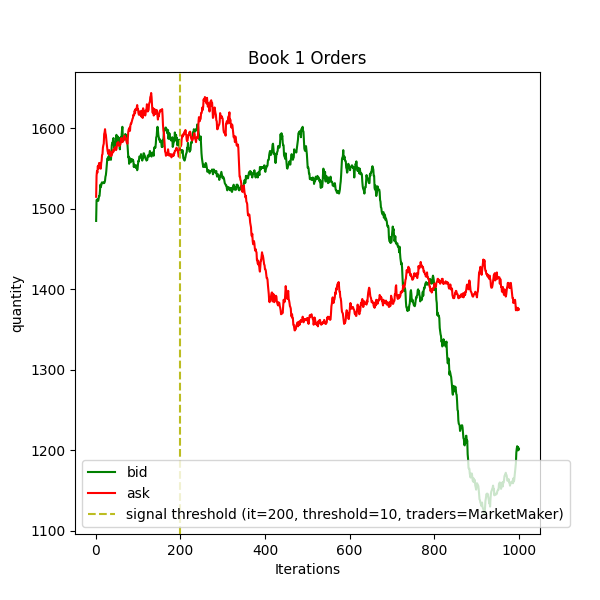 Book 1 Orders
quantity
1600
1500
1400
1300
1200
1100
bid
ask
signal threshold (it=200, threshold=10, traders=MarketMaker)
0 200 400 600 800 1000
Iterations